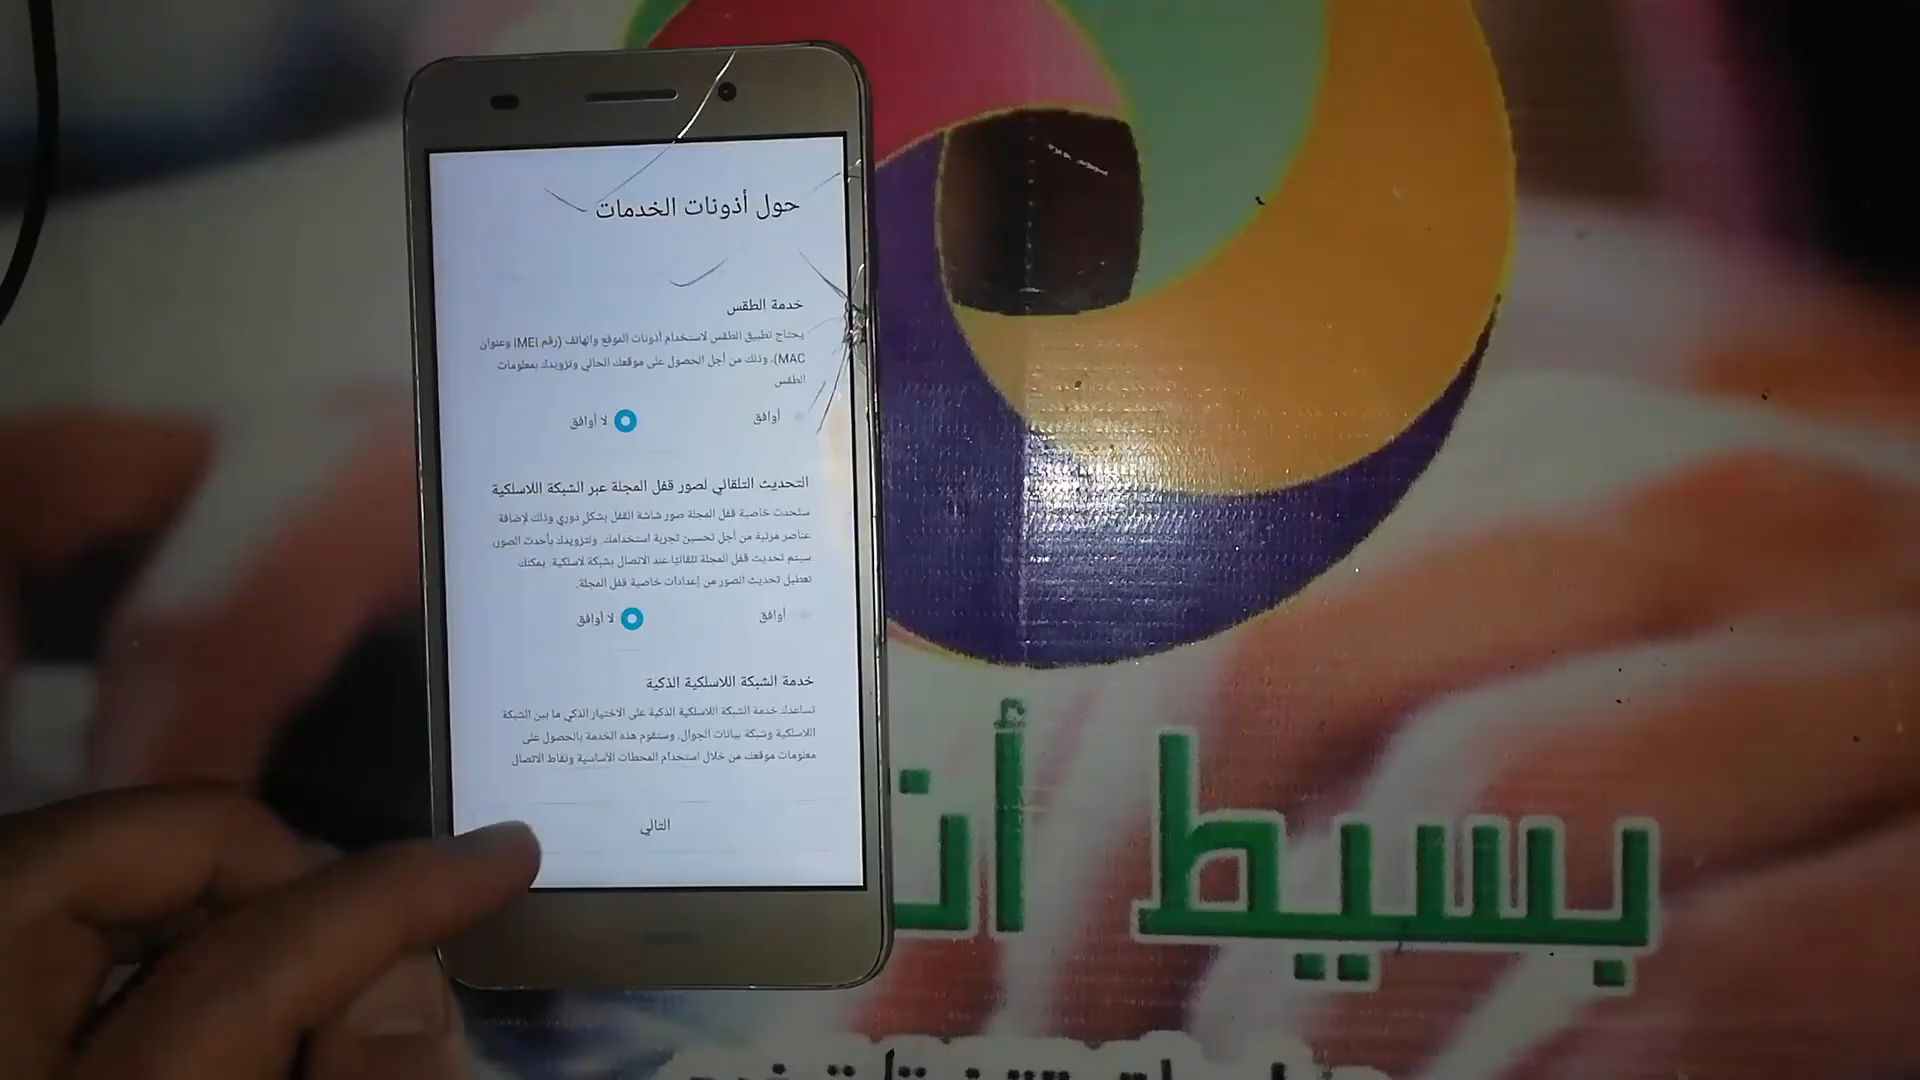 حول أذونات الخدمات
خدمة الطقس
يحتاج تطبيق الطقس لاستخدام أذونات الموقع والهاتف (رقم IMEI وعنوان
MAC)، وذلك من أجل الحصول على موقعك الحالي وتزويدك بمعلومات
الطقس
أوافق
لا أوافق
التحديث التلقائي لصور قفل المجلة عبر الشبكة اللاسلكية
ستحدث خاصية قفل المجلة صور شاشة القفل بشكل دوري وذلك لإضافة
عناصر مرئية من أجل تحسين تجربة استخدامك. ولتزويدك بأحدث الصور،
سيتم تحديث قفل المجلة تلقائيًا عند الاتصال بشبكة لاسلكية. يمكنك
تعطيل تحديث الصور من إعدادات خاصية قفل المجلة.
أوافق
لا أوافق
خدمة الشبكة اللاسلكية الذكية
تساعدك خدمة الشبكة اللاسلكية الذكية على الاختيار الذكي ما بين الشبكة
اللاسلكية وشبكة بيانات الجوال. وستقوم هذه الخدمة بالحصول على
معلومات موقعك من خلال استخدام المحطات الأساسية ونقاط الاتصال
التالي
بسيط أند